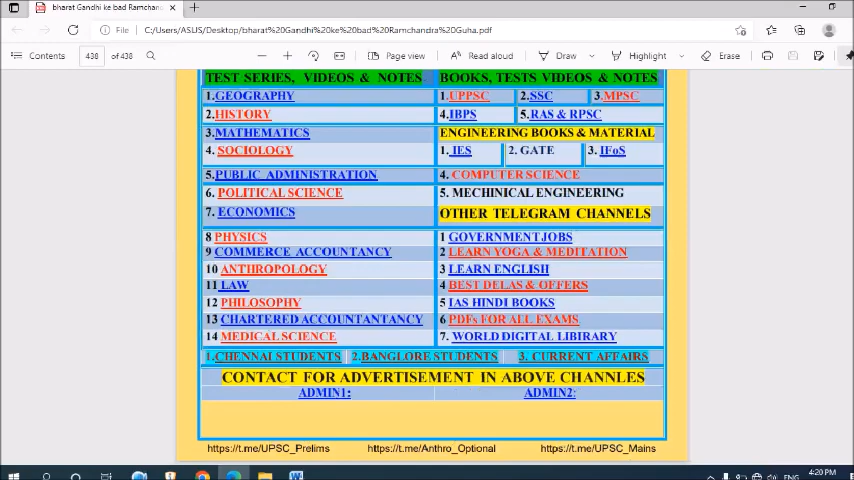 bharat Gandhi ke bad Ramchand
File C:/Users/ASUS/Desktop/bharat%20Gandhi%20ke%20bad%20Ramchandra%20Guha.pdf
Contents 438 of 438 Page view Read aloud Draw Highlight Erase
TEST SERIES, VIDEOS & NOTES BOOKS, TESTS VIDEOS & NOTES
1.GEOGRAPHY 1.UPPSC 2.SSC 3.MPSC
2.HISTORY 4.IBPS 5.RAS & RPSC
3.MATHEMATICS ENGINEERING BOOKS & MATERIAL
4. SOCIOLOGY 1. IES 2. GATE 3. IFoS
5.PUBLIC ADMINISTRATION 4. COMPUTER SCIENCE
6. POLITICAL SCIENCE 5. MECHINICAL ENGINEERING
7. ECONOMICS OTHER TELEGRAM CHANNELS
8 PHYSICS 1 GOVERNMENT JOBS
9 COMMERCE ACCOUNTANCY 2 LEARN YOGA & MEDITATION
10 ANTHROPOLOGY 3 LEARN ENGLISH
11 LAW 4 BEST DELAS & OFFERS
12 PHILOSOPHY 5 IAS HINDI BOOKS
13 CHARTERED ACCOUNTANTANCY 6 PDFs FOR ALL EXAMS
14 MEDICAL SCIENCE 7. WORLD DIGITAL LIBIRARY
1.CHENNAI STUDENTS 2.BANGLORE STUDENTS 3. CURRENT AFFAIRS
CONTACT FOR ADVERTISEMENT IN ABOVE CHANNLES
ADMIN1: ADMIN2:
https://t.me/UPSC_Prelims https://t.me/Anthro_Optional https://t.me/UPSC_Mains
ENG 4:20 PM